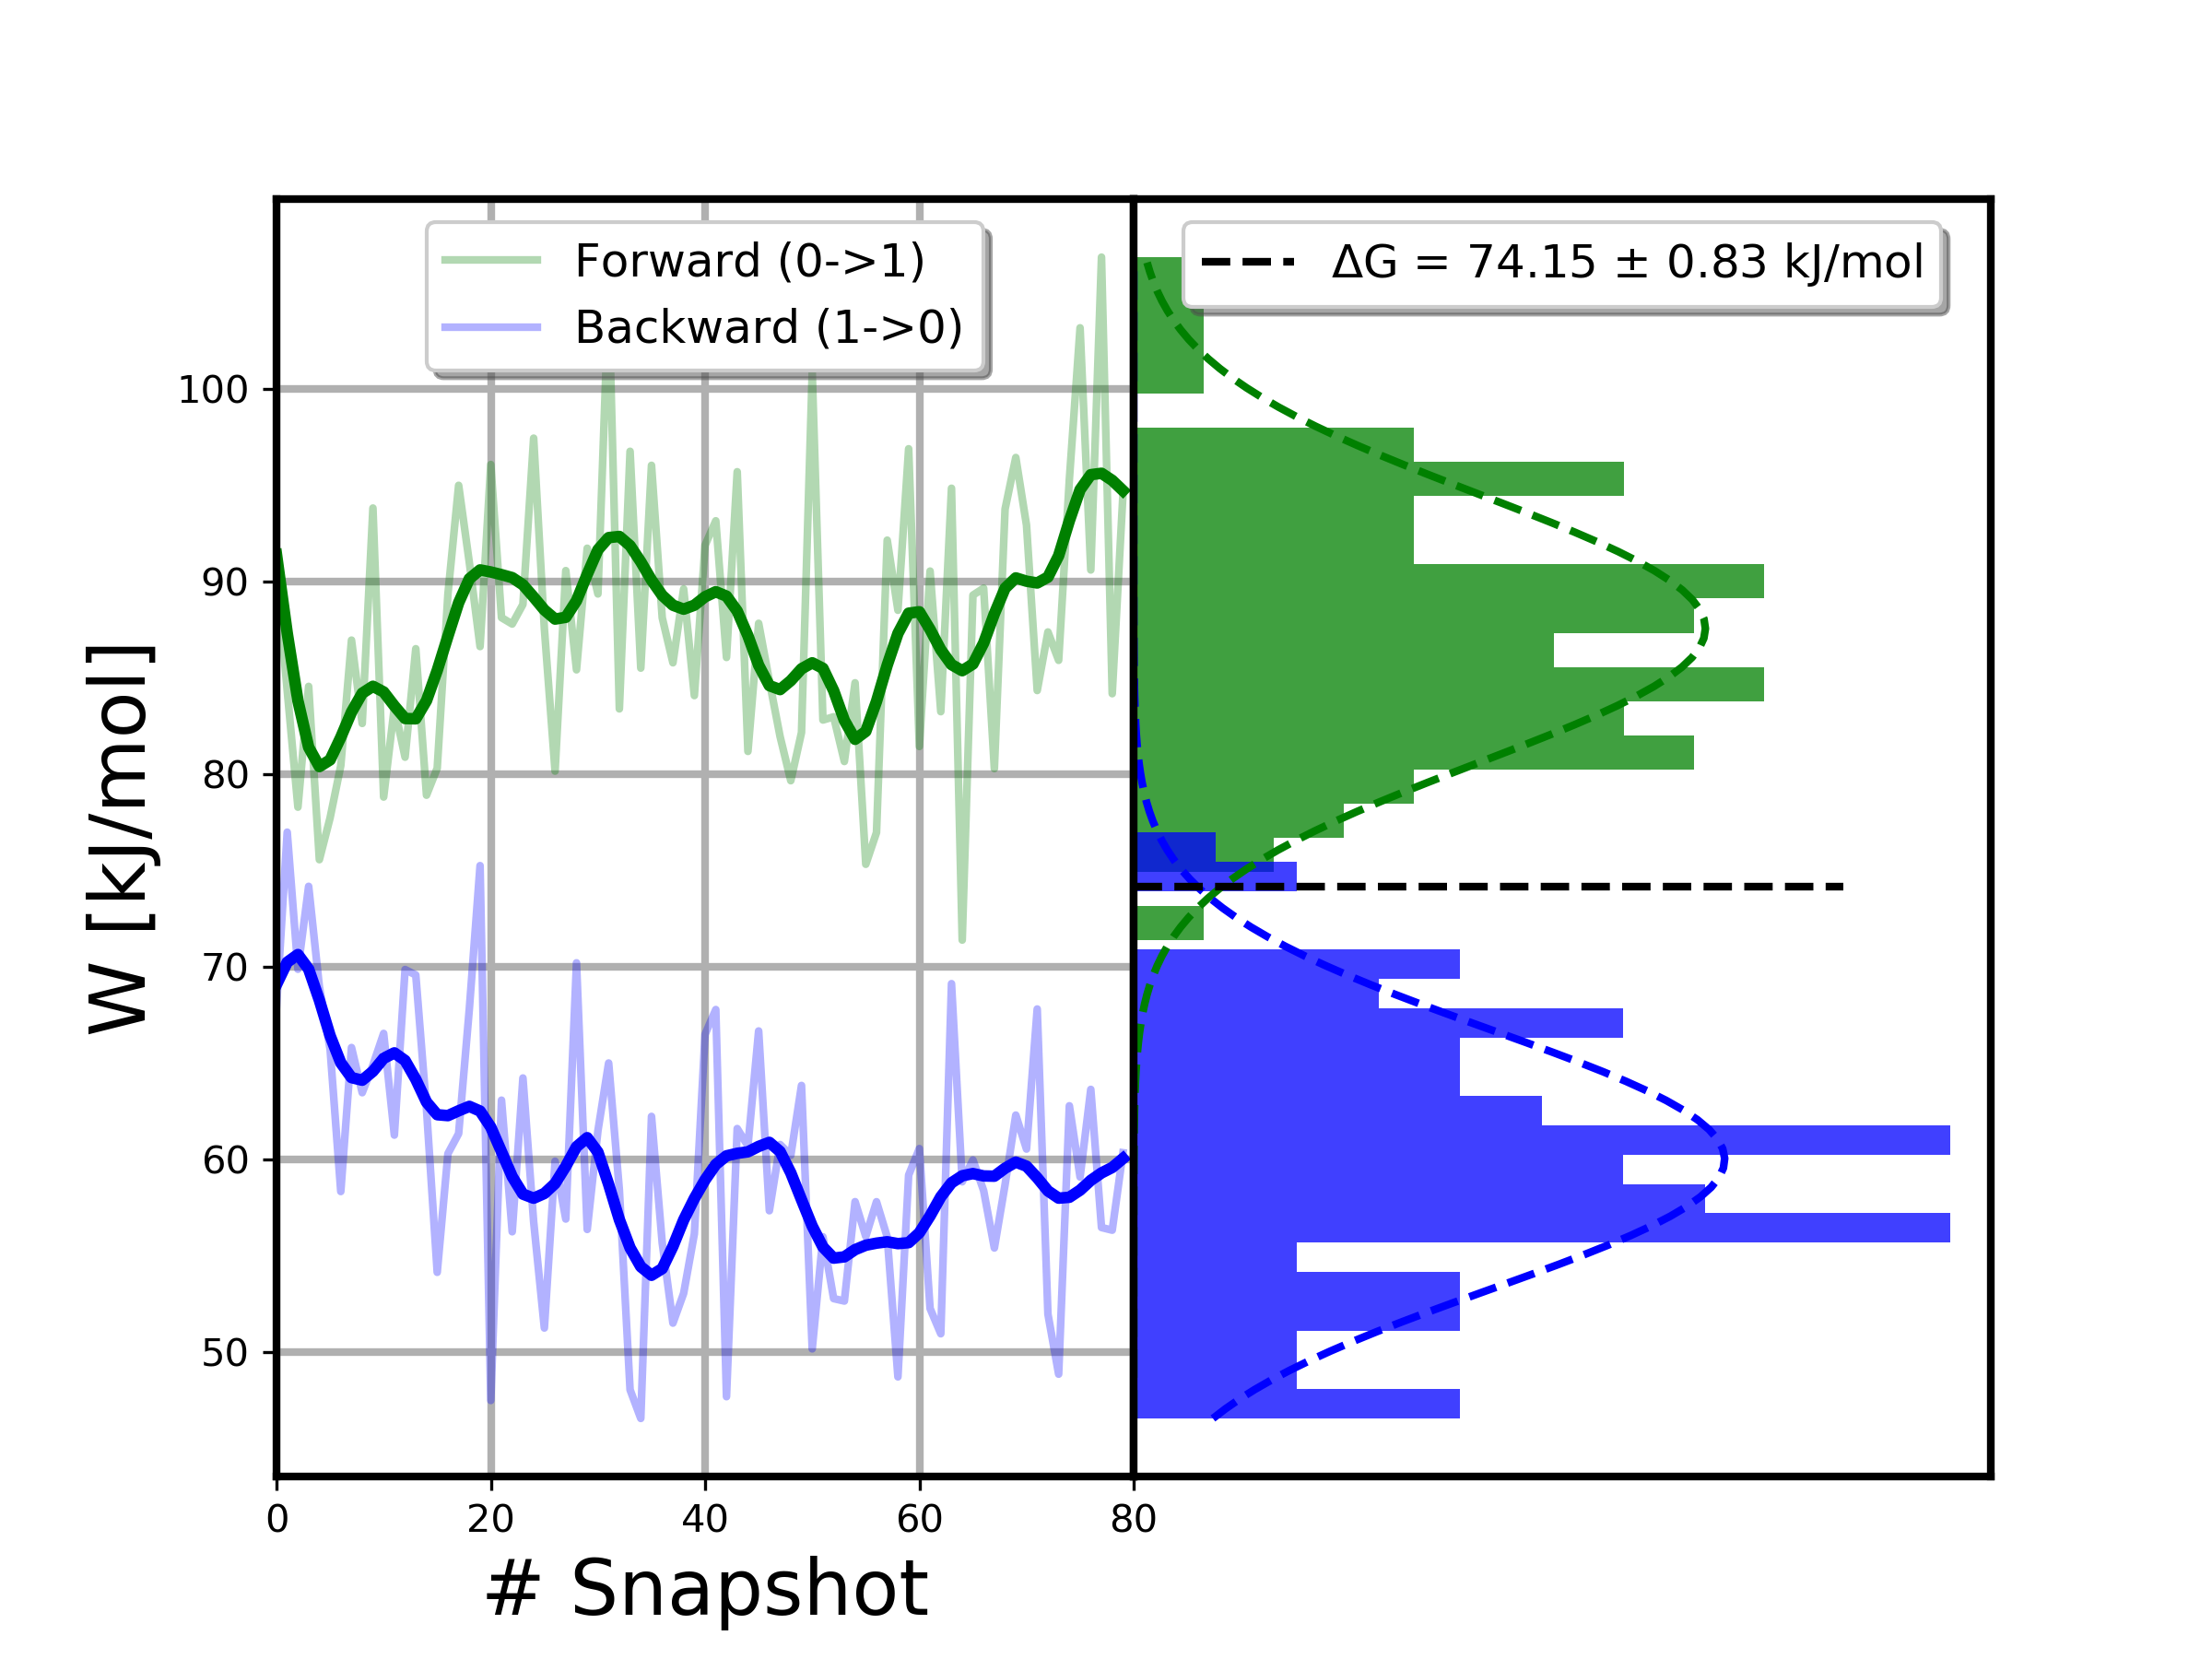 Forward (0->1)
Backward (1->0)
ΔG = 74.15 ± 0.83 kJ/mol
W [kJ/mol]
100
90
80
70
60
50
0
20
40
60
80
# Snapshot